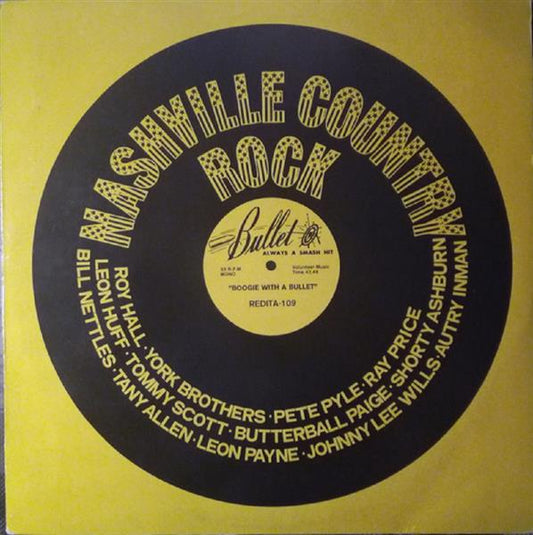 NASHVILLE COUNTRY
ROCK
Bullet
ALWAYS A SMASH HIT
33 R.P.M
MONO
Volunteer Music
Time 43.44
"BOOGIE WITH A BULLET"
REDITA-109
ROY HALL · YORK BROTHERS · PETE PYLE · RAY PRICE
LEON HUFF · TOMMY SCOTT · BUTTERBALL PAIGE · SHORTY ASHBURN
BILL NETTLES · TANY ALLEN · LEON PAYNE · JOHNNY LEE WILLS · AUTRY INMAN